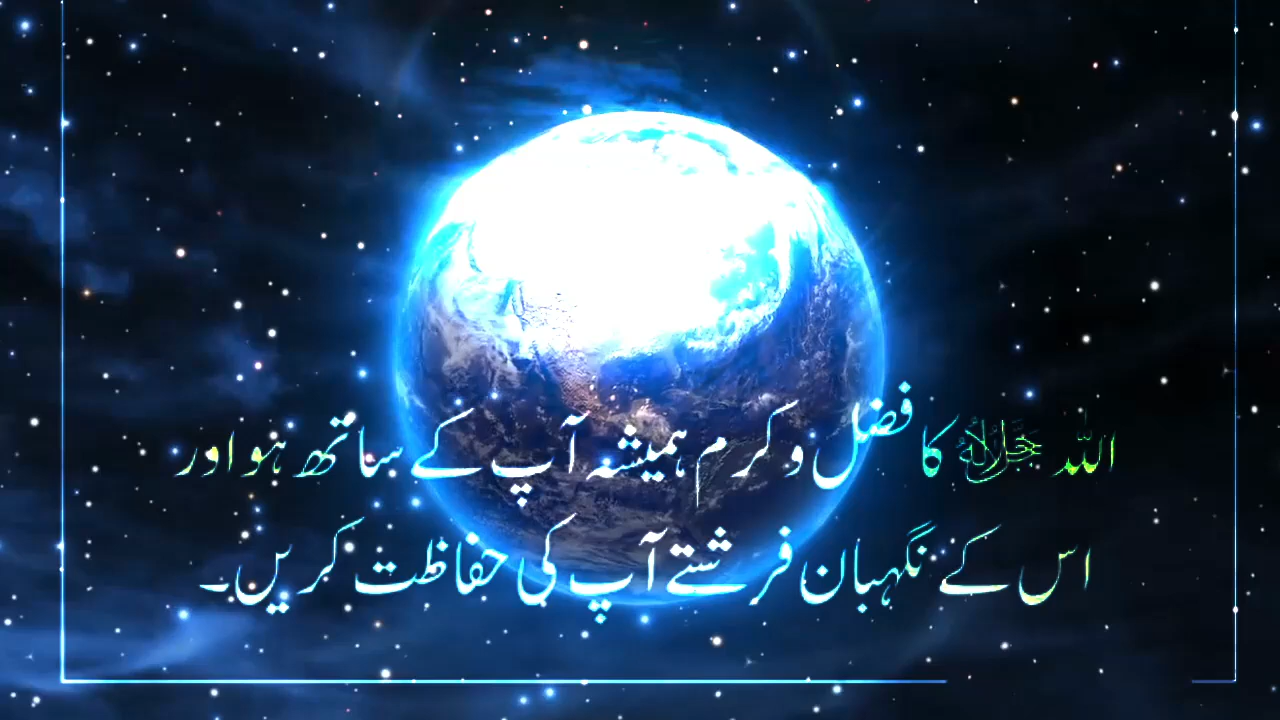 اللہ ﷻ کا فضل و کرم ہمیشہ آپ کے ساتھ ہو اور
اس کے نگہبان فرشتے آپ کی حفاظت کریں۔